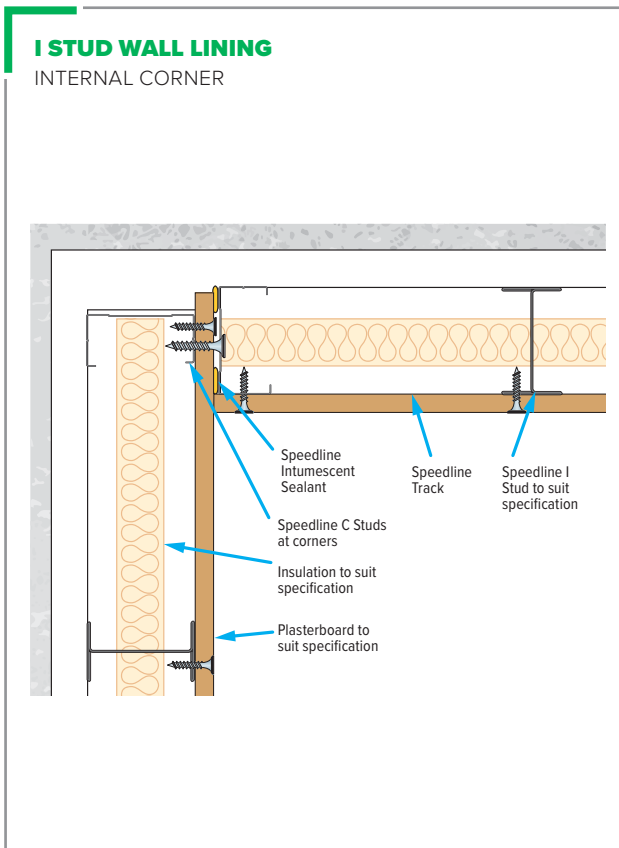 I STUD WALL LINING
INTERNAL CORNER
Speedline
Intumescent
Sealant
Speedline
Track
Speedline I
Stud to suit
specification
Speedline C Studs
at corners
Insulation to suit
specification
Plasterboard to
suit specification